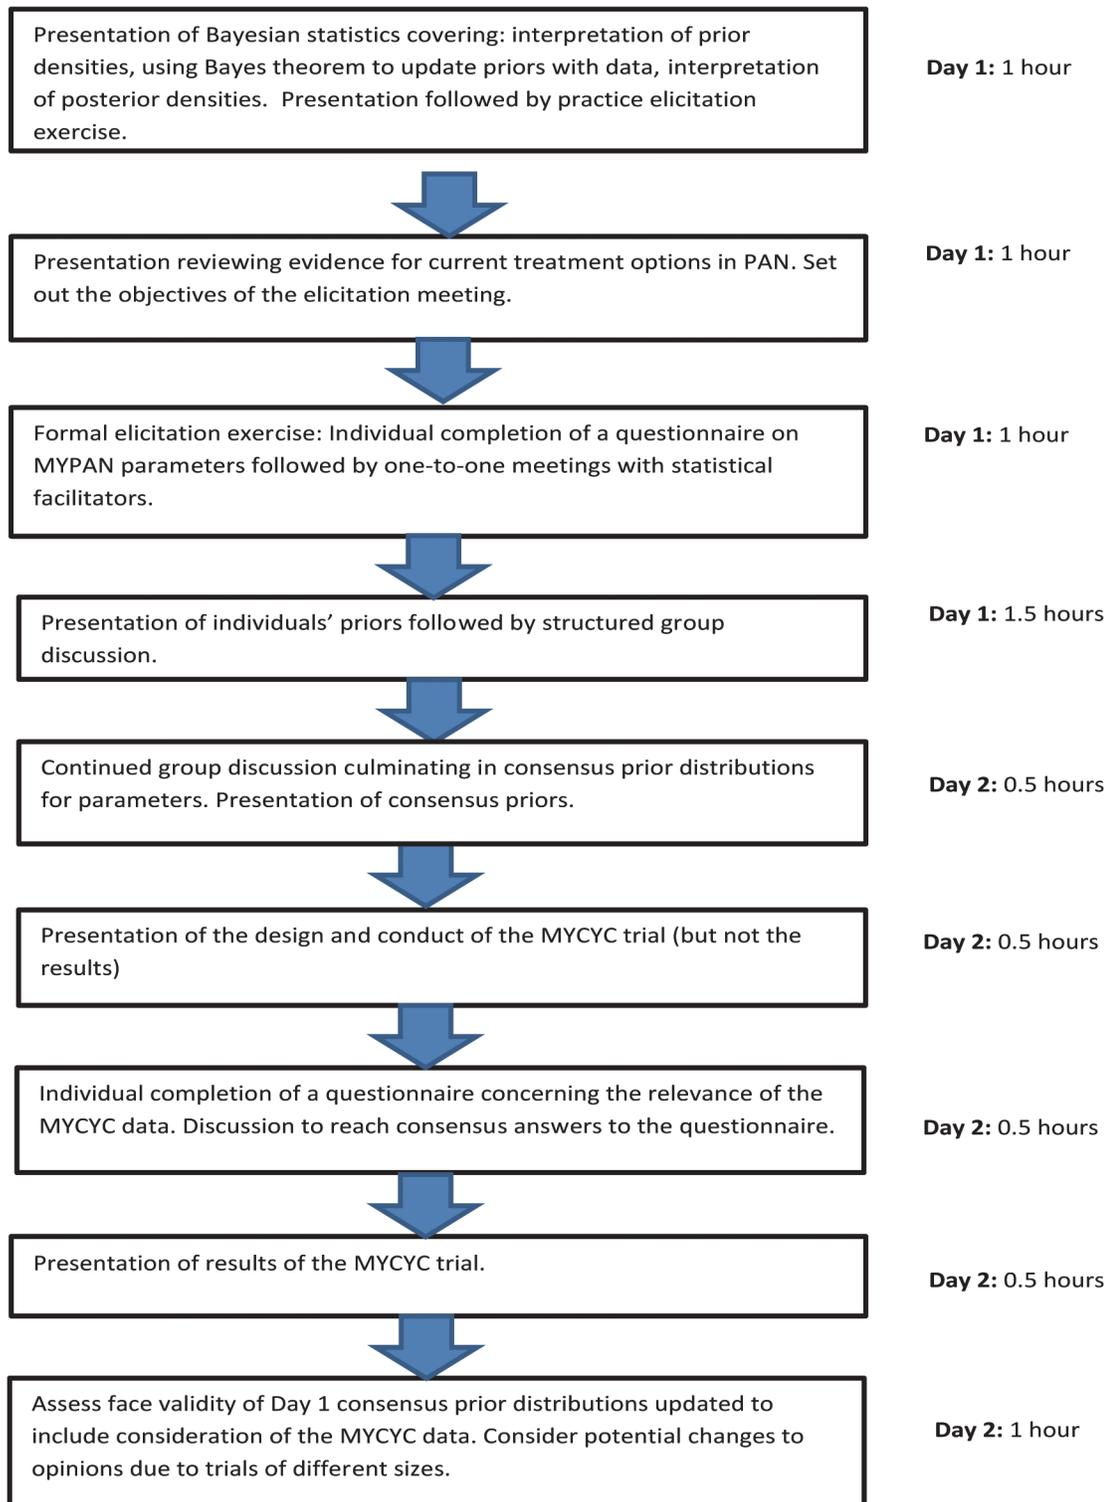 Presentation of Bayesian statistics covering: interpretation of prior
densities, using Bayes theorem to update priors with data, interpretation
of posterior densities.  Presentation followed by practice elicitation
exercise.
Day 1: 1 hour
Presentation reviewing evidence for current treatment options in PAN. Set
out the objectives of the elicitation meeting.
Day 1: 1 hour
Formal elicitation exercise: Individual completion of a questionnaire on
MYPAN parameters followed by one-to-one meetings with statistical
facilitators.
Day 1: 1 hour
Presentation of individuals’ priors followed by structured group
discussion.
Day 1: 1.5 hours
Continued group discussion culminating in consensus prior distributions
for parameters. Presentation of consensus priors.
Day 2: 0.5 hours
Presentation of the design and conduct of the MYCYC trial (but not the
results)
Day 2: 0.5 hours
Individual completion of a questionnaire concerning the relevance of the
MYCYC data. Discussion to reach consensus answers to the questionnaire.
Day 2: 0.5 hours
Presentation of results of the MYCYC trial.
Day 2: 0.5 hours
Assess face validity of Day 1 consensus prior distributions updated to
include consideration of the MYCYC data. Consider potential changes to
opinions due to trials of different sizes.
Day 2: 1 hour